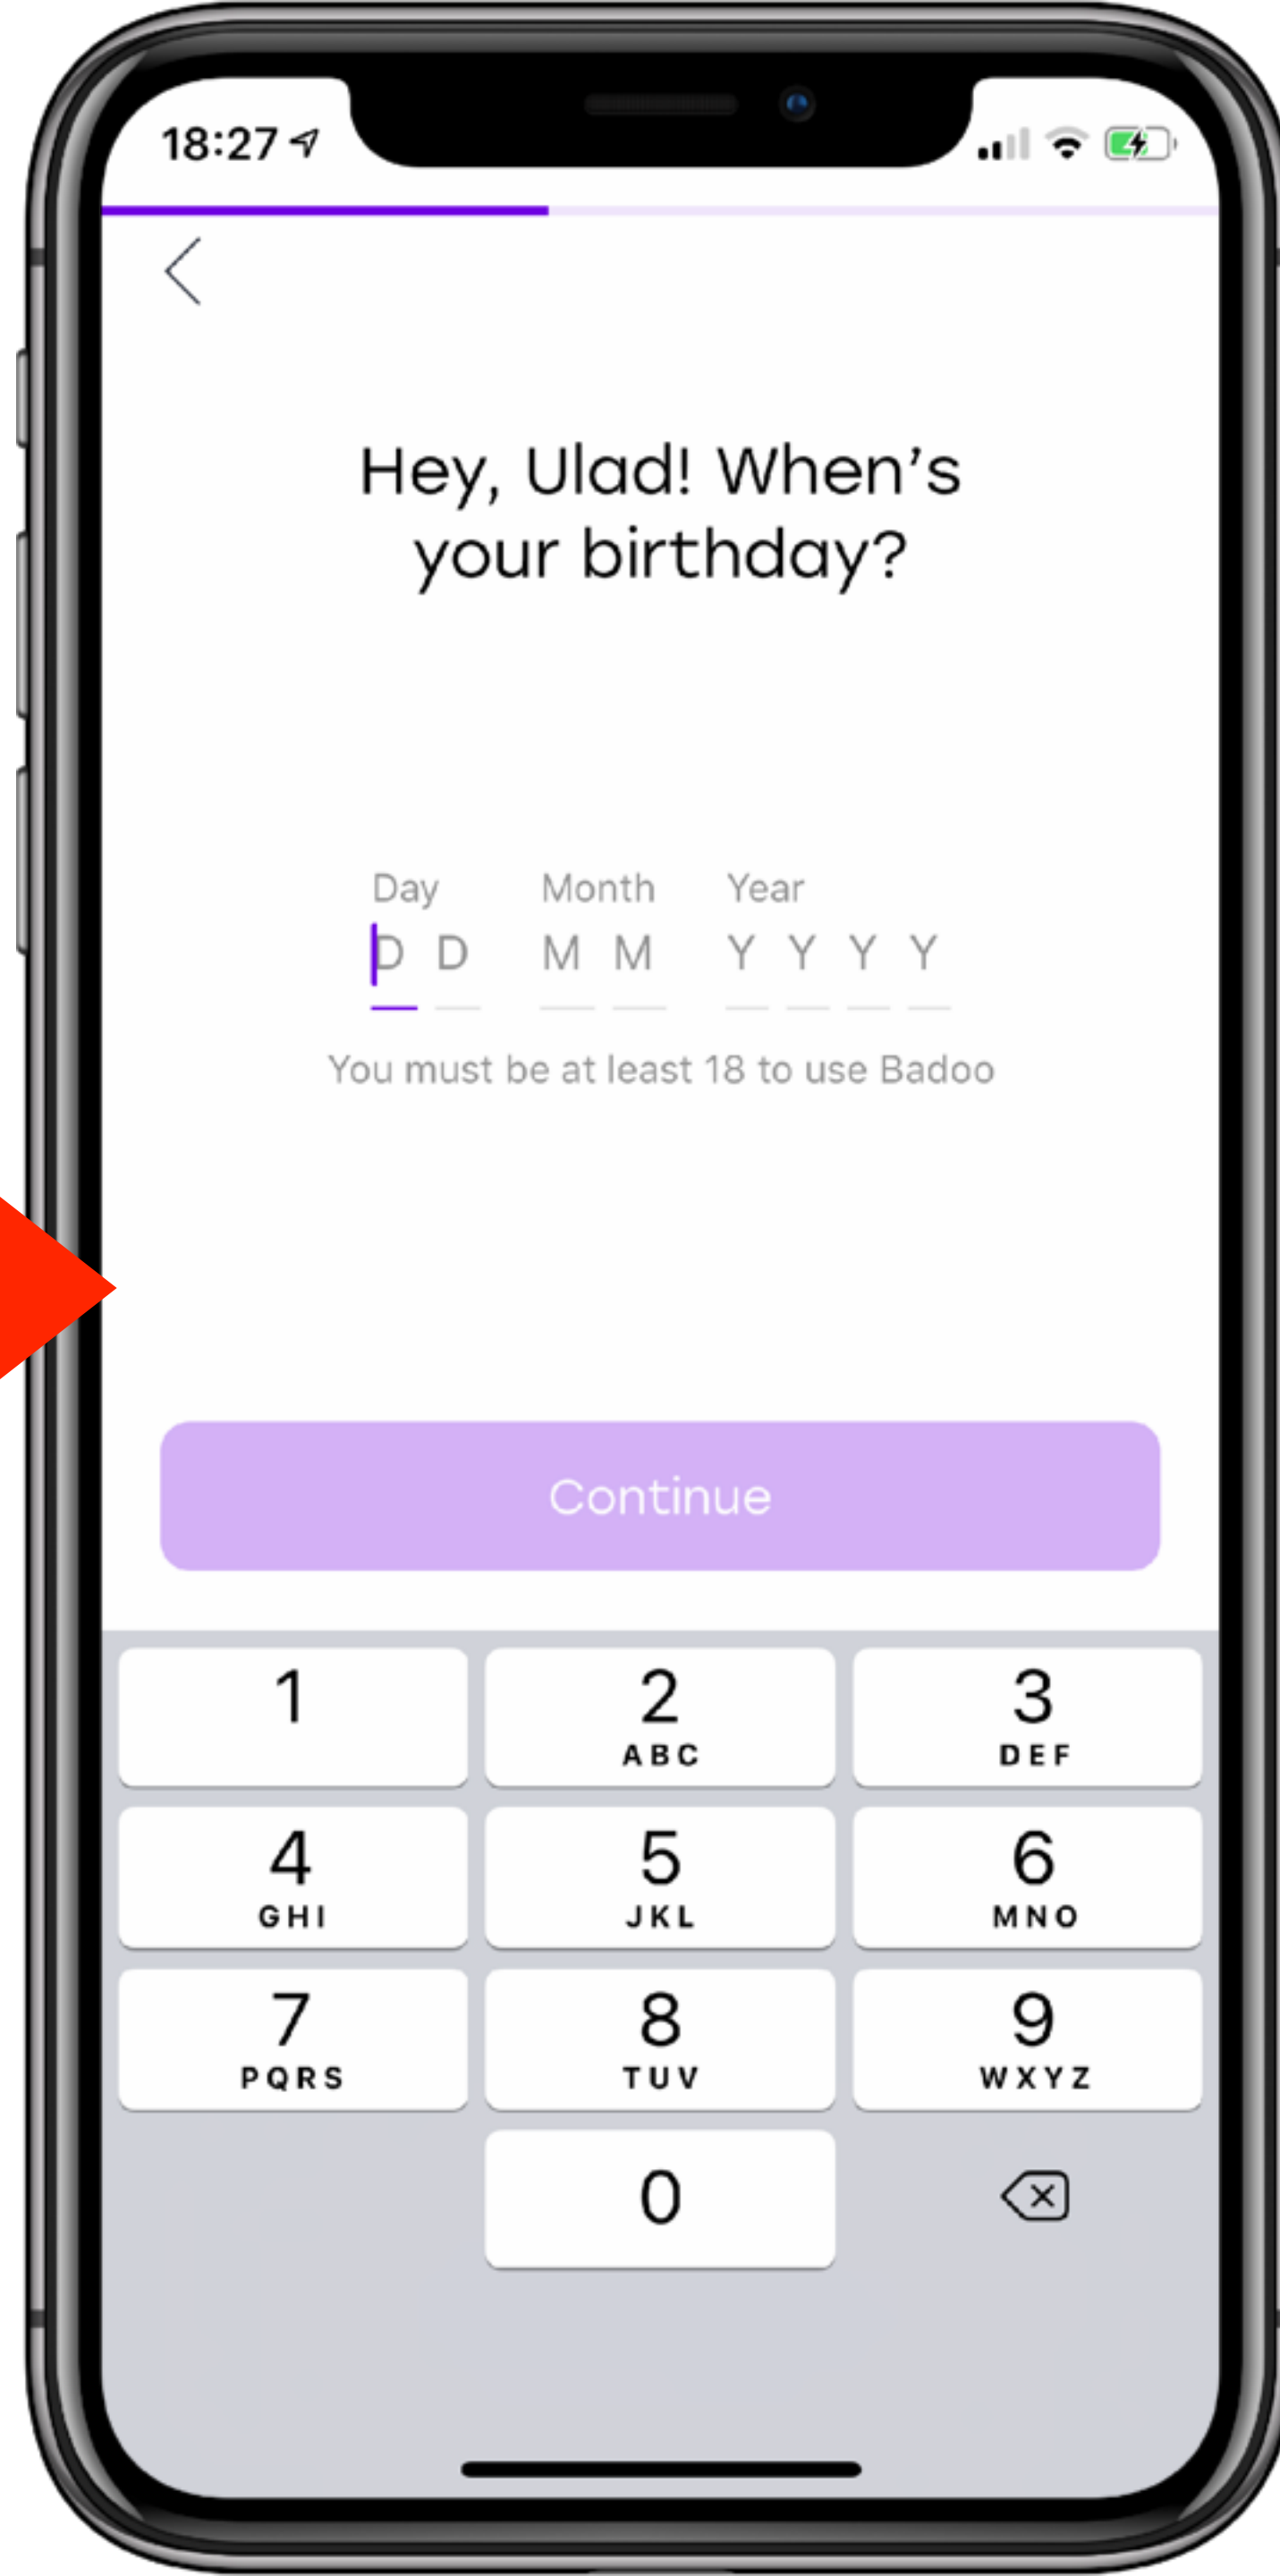 18:27
Hey, Ulad! When’s
your birthday?
Day Month Year
D D M M Y Y Y Y
You must be at least 18 to use Badoo
Continue
1 2 3
ABC DEF
4 5 6
GHI JKL MNO
7 8 9
PQRS TUV WXYZ
0